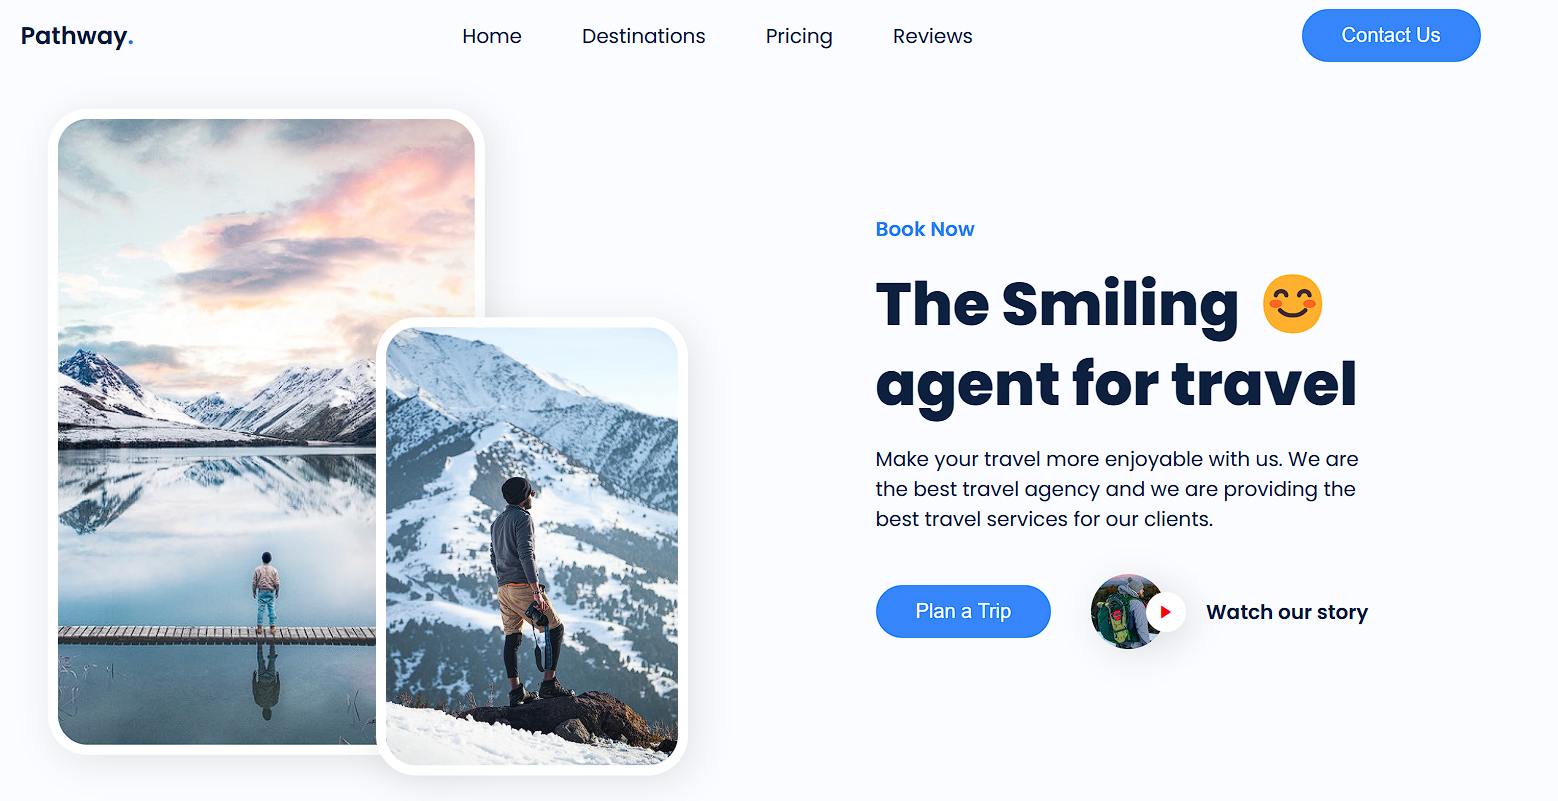 Pathway.
Home
Destinations
Pricing
Reviews
Contact Us
Book Now
The Smiling 😊
agent for travel
Make your travel more enjoyable with us. We are
the best travel agency and we are providing the
best travel services for our clients.
Plan a Trip
Watch our story